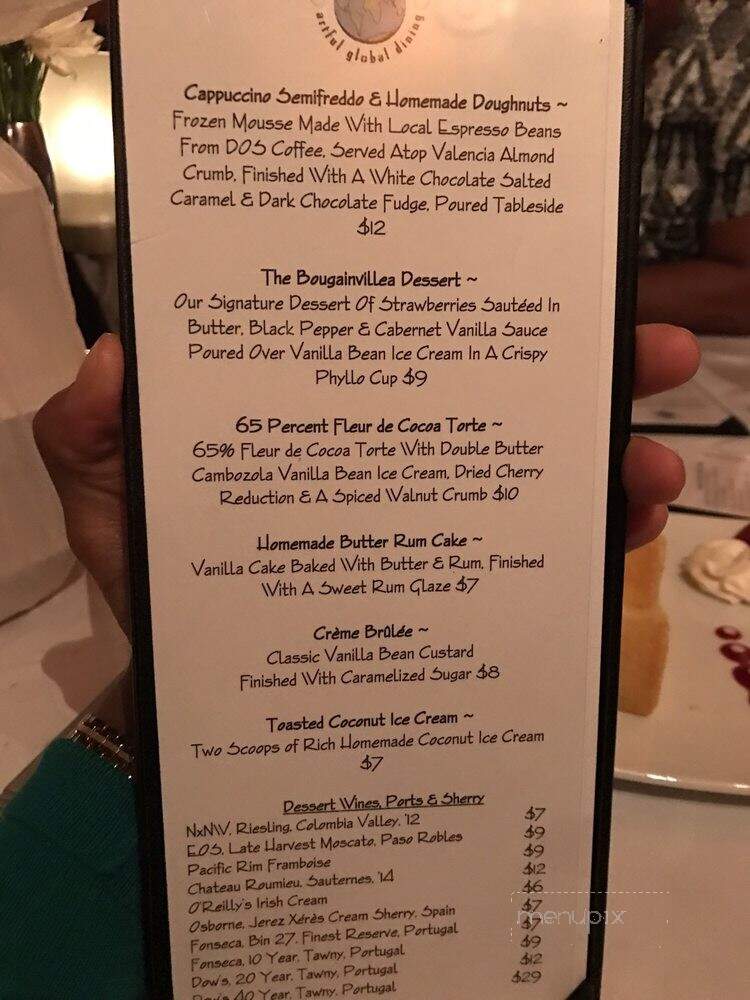 artful global dining
Cappuccino Semifreddo & Homemade Doughnuts ~
Frozen Mousse Made With Local Espresso Beans
From DOS Coffee, Served Atop Valencia Almond
Crumb, Finished With A White Chocolate Salted
Caramel & Dark Chocolate Fudge, Poured Tableside
$12
The Bougainvillea Dessert ~
Our Signature Dessert Of Strawberries Sautéed In
Butter, Black Pepper & Cabernet Vanilla Sauce
Poured Over Vanilla Bean Ice Cream In A Crispy
Phyllo Cup $9
65 Percent Fleur de Cocoa Torte ~
65% Fleur de Cocoa Torte With Double Butter
Cambozola Vanilla Bean Ice Cream, Dried Cherry
Reduction & A Spiced Walnut Crumb $10
Homemade Butter Rum Cake ~
Vanilla Cake Baked With Butter & Rum, Finished
With A Sweet Rum Glaze $7
Crème Brûlée ~
Classic Vanilla Bean Custard
Finished With Caramelized Sugar $8
Toasted Coconut Ice Cream ~
Two Scoops of Rich Homemade Coconut Ice Cream
$7
Dessert Wines, Ports & Sherry
NxNW, Riesling, Colombia Valley, '12 $7
E.O.S, Late Harvest Moscato, Paso Robles $9
Pacific Rim Framboise $9
Chateau Roumieu, Sauternes, '14 $12
O'Reilly's Irish Cream $6
Osborne, Jerez Xérès Cream Sherry, Spain $7
Fonseca, Bin 27, Finest Reserve, Portugal $7
Fonseca, 10 Year, Tawny, Portugal $9
Dow's, 20 Year, Tawny, Portugal $12
Dow's 40 Year, Tawny, Portugal $29
menupix